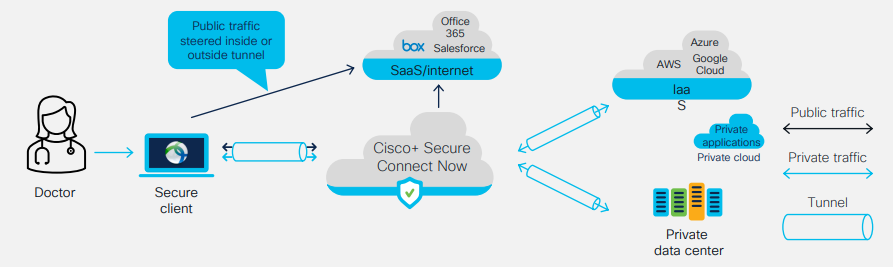 Public traffic
steered inside or
outside tunnel
Office
365
box
Salesforce
SaaS/internet
Azure
AWS
Google
Cloud
Iaa
S
Private
applications
Private cloud
Public traffic
Private traffic
Tunnel
Cisco+ Secure
Connect Now
Doctor
Secure
client
Private
data center